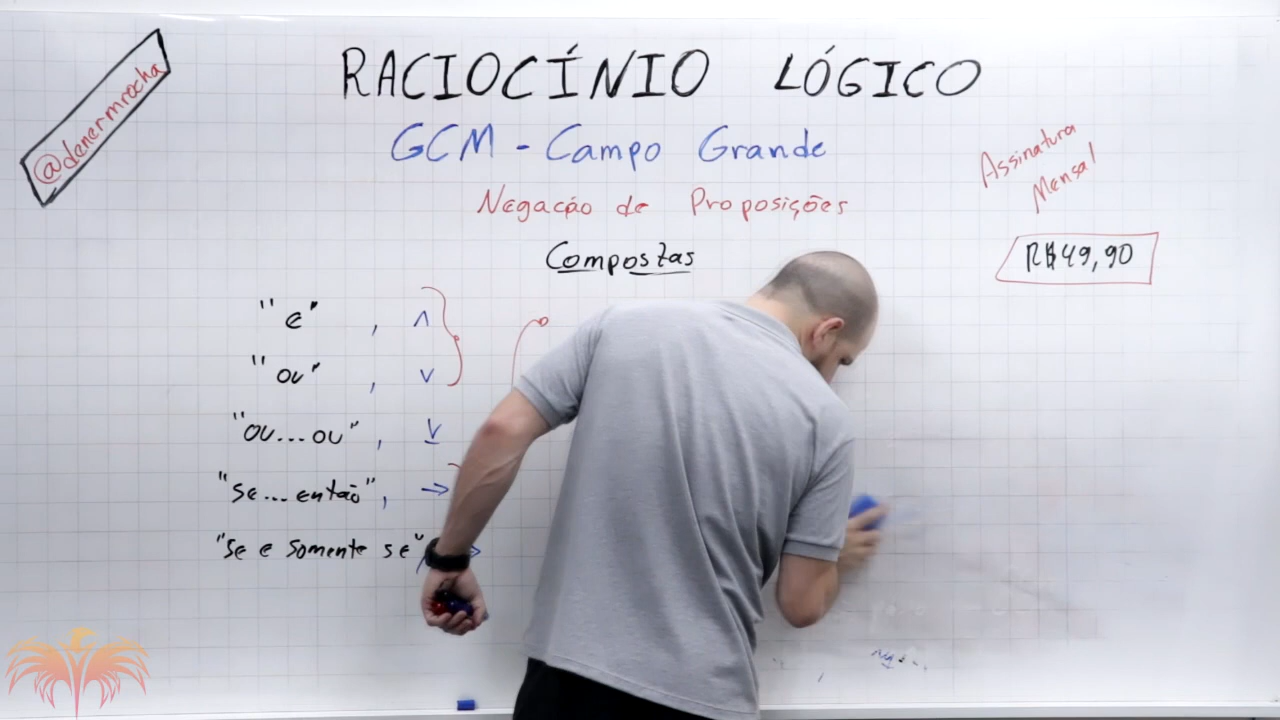 @denermrocha
RACIOCÍNIO LÓGICO
GCM - Campo Grande
Negação de Proposições
Compostas
Assinatura
Mensal
R$49,90
"e" , ∧
"ou" , ∨
"ou...ou" , ⊻
"se...então" , →
"se e somente se"